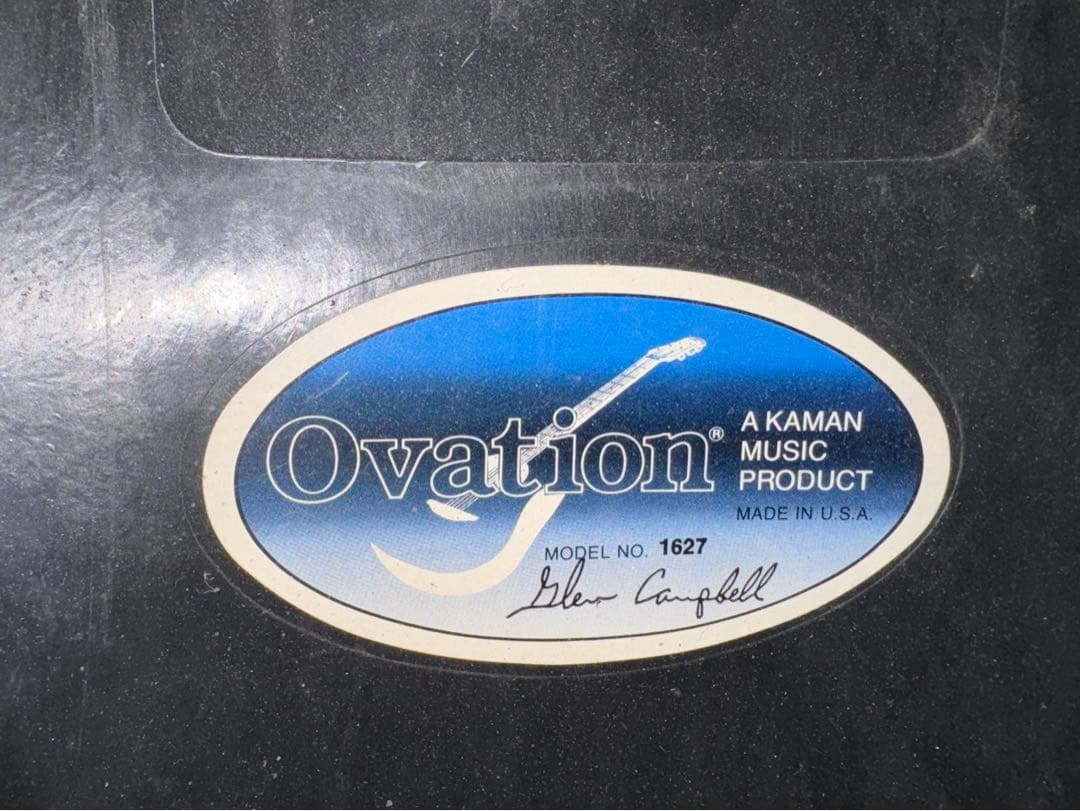 Ovation®
A KAMAN
MUSIC
PRODUCT
MADE IN U.S.A.
MODEL NO. 1627
Glen Campbell